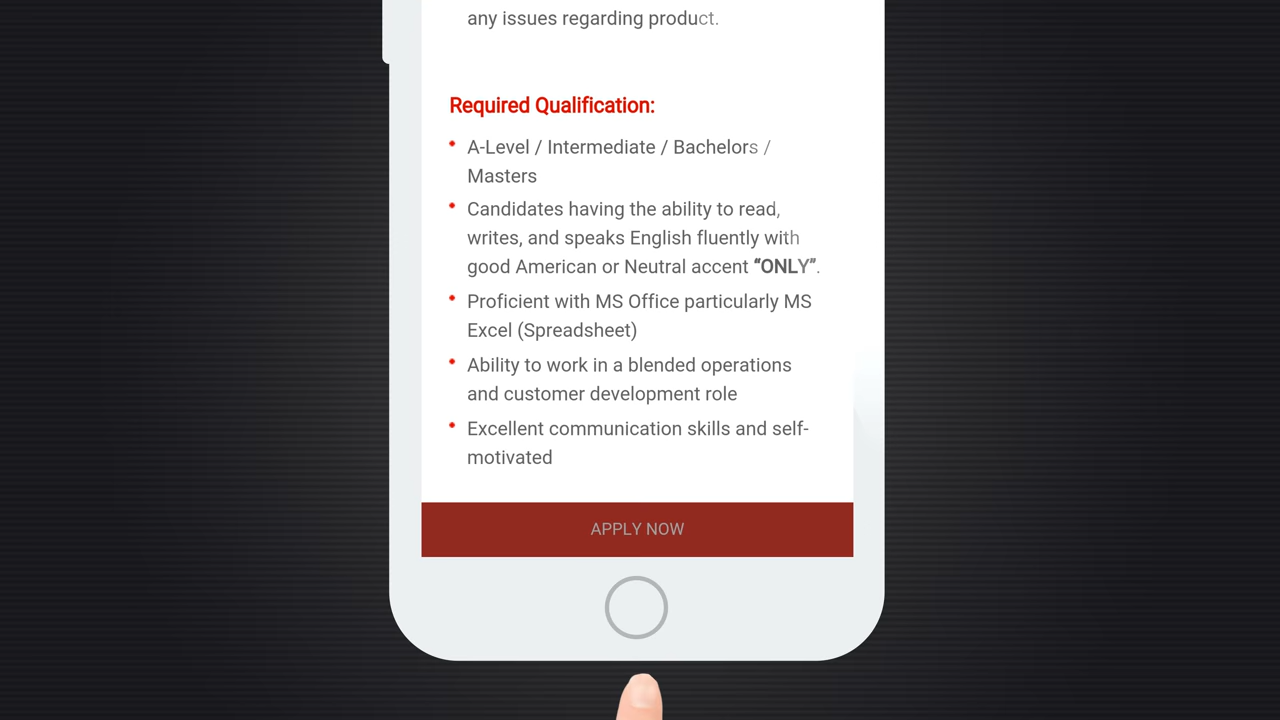 any issues regarding product.
Required Qualification:
A-Level / Intermediate / Bachelors /
Masters
Candidates having the ability to read,
writes, and speaks English fluently with
good American or Neutral accent “ONLY”.
Proficient with MS Office particularly MS
Excel (Spreadsheet)
Ability to work in a blended operations
and customer development role
Excellent communication skills and self-
motivated
APPLY NOW